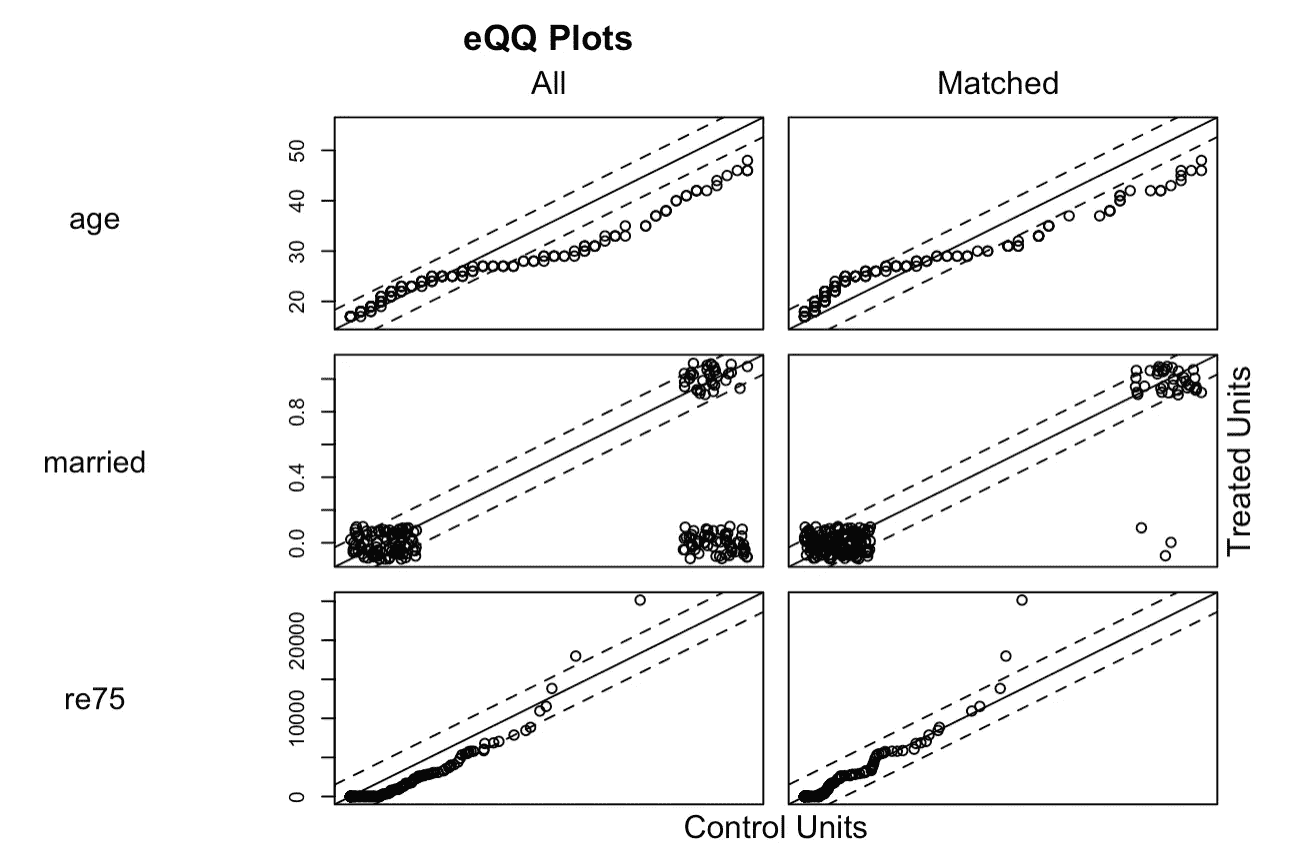 eQQ Plots
All
Matched
age
50
40
30
20
married
0.8
0.4
0.0
re75
20000
10000
0
Treated Units
Control Units